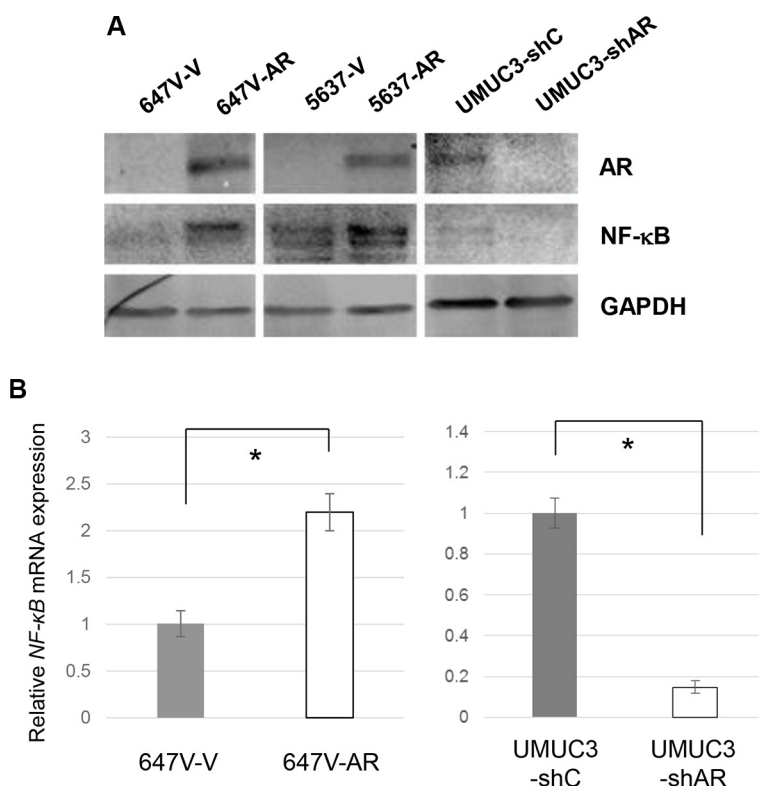 A
647V-V
647V-AR
5637-V
5637-AR
UMUC3-shC
UMUC3-shAR
AR
NF-κB
GAPDH
B
Relative NF-κB mRNA expression
3
2.5
2
1.5
1
0.5
0
*
647V-V
647V-AR
1.4
1.2
1
0.8
0.6
0.4
0.2
0
*
UMUC3
-shC
UMUC3
-shAR